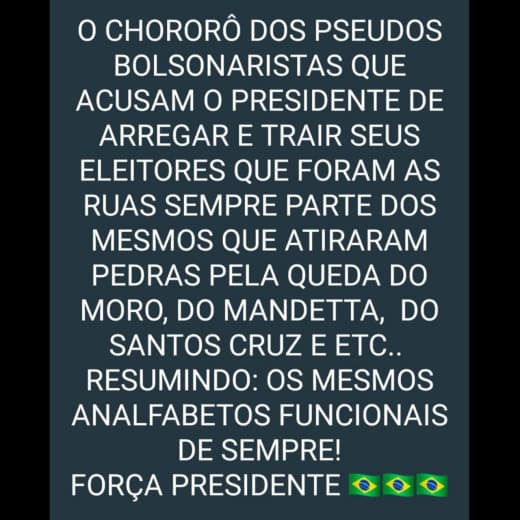 O CHORORÔ DOS PSEUDOS
BOLSONARISTAS QUE
ACUSAM O PRESIDENTE DE
ARREGAR E TRAIR SEUS
ELEITORES QUE FORAM AS
RUAS SEMPRE PARTE DOS
MESMOS QUE ATIRARAM
PEDRAS PELA QUEDA DO
MORO, DO MANDETTA,  DO
SANTOS CRUZ E ETC..
RESUMINDO: OS MESMOS
ANALFABETOS FUNCIONAIS
DE SEMPRE!
FORÇA PRESIDENTE 🇧🇷🇧🇷🇧🇷